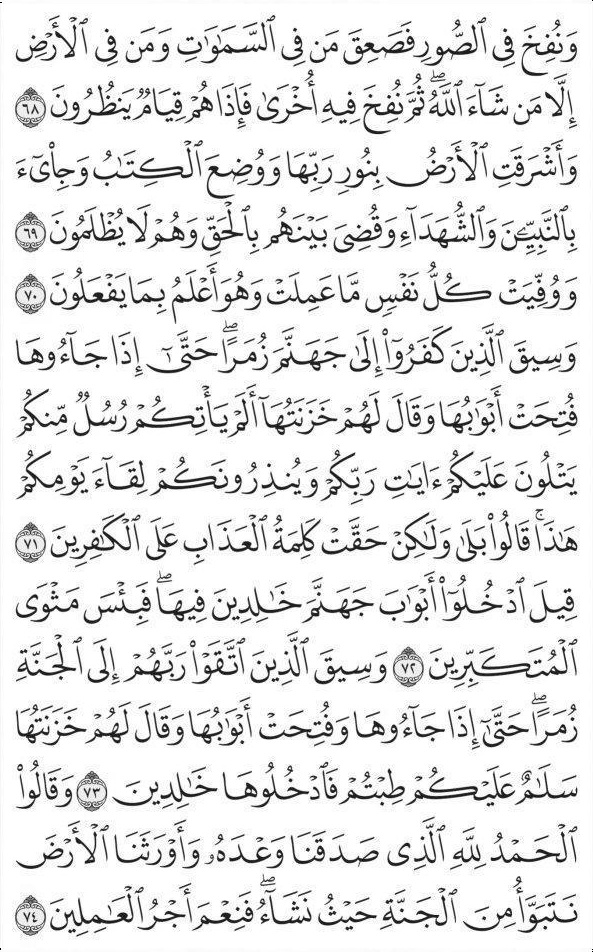 وَنُفِخَ فِي ٱلصُّورِ فَصَعِقَ مَن فِي ٱلسَّمَٰوَٰتِ وَمَن فِي ٱلۡأَرۡضِ
إِلَّا مَن شَآءَ ٱللَّهُۖ ثُمَّ نُفِخَ فِيهِ أُخۡرَىٰ فَإِذَا هُمۡ قِيَامٞ يَنظُرُونَ ٦٨
وَأَشۡرَقَتِ ٱلۡأَرۡضُ بِنُورِ رَبِّهَا وَوُضِعَ ٱلۡكِتَٰبُ وَجِاْيٓءَ
بِٱلنَّبِيِّـۧنَ وَٱلشُّهَدَآءِ وَقُضِيَ بَيۡنَهُم بِٱلۡحَقِّ وَهُمۡ لَا يُظۡلَمُونَ ٦٩
وَوُفِّيَتۡ كُلُّ نَفۡسٖ مَّا عَمِلَتۡ وَهُوَ أَعۡلَمُ بِمَا يَفۡعَلُونَ ٧٠
وَسِيقَ ٱلَّذِينَ كَفَرُوٓاْ إِلَىٰ جَهَنَّمَ زُمَرًاۖ حَتَّىٰٓ إِذَا جَآءُوهَا
فُتِحَتۡ أَبۡوَٰبُهَا وَقَالَ لَهُمۡ خَزَنَتُهَآ أَلَمۡ يَأۡتِكُمۡ رُسُلٞ مِّنكُمۡ
يَتۡلُونَ عَلَيۡكُمۡ ءَايَٰتِ رَبِّكُمۡ وَيُنذِرُونَكُمۡ لِقَآءَ يَوۡمِكُمۡ
هَٰذَاۚ قَالُواْ بَلَىٰ وَلَٰكِنۡ حَقَّتۡ كَلِمَةُ ٱلۡعَذَابِ عَلَى ٱلۡكَٰفِرِينَ ٧١
قِيلَ ٱدۡخُلُوٓاْ أَبۡوَٰبَ جَهَنَّمَ خَٰلِدِينَ فِيهَاۖ فَبِئۡسَ مَثۡوَى
ٱلۡمُتَكَبِّرِينَ ٧٢ وَسِيقَ ٱلَّذِينَ ٱتَّقَوۡاْ رَبَّهُمۡ إِلَى ٱلۡجَنَّةِ
زُمَرًاۖ حَتَّىٰٓ إِذَا جَآءُوهَا وَفُتِحَتۡ أَبۡوَٰبُهَا وَقَالَ لَهُمۡ خَزَنَتُهَا
سَلَٰمٌ عَلَيۡكُمۡ طِبۡتُمۡ فَٱدۡخُلُوهَا خَٰلِدِينَ ٧٣ وَقَالُواْ
ٱلۡحَمۡدُ لِلَّهِ ٱلَّذِي صَدَقَنَا وَعۡدَهُۥ وَأَوۡرَثَنَا ٱلۡأَرۡضَ
نَتَبَوَّأُ مِنَ ٱلۡجَنَّةِ حَيۡثُ نَشَآءُۖ فَنِعۡمَ أَجۡرُ ٱلۡعَٰمِلِينَ ٧٤